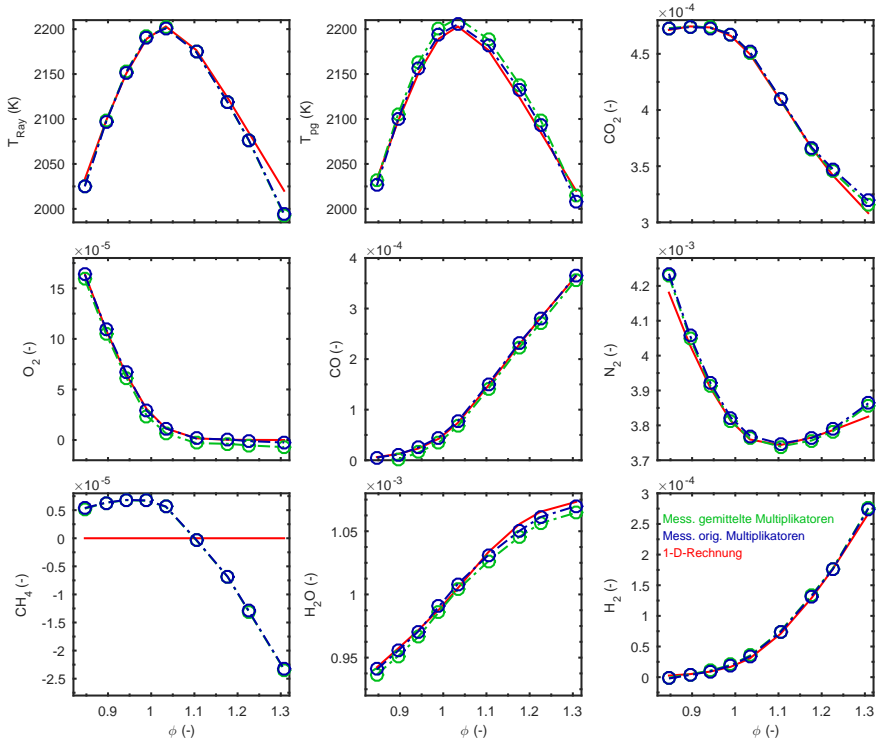 2200
2150
2100
2050
2000
T_Ray (K)
2200
2150
2100
2050
2000
T_pg (K)
×10^-4
4.5
4
3.5
3
CO_2 (-)
×10^-5
15
10
5
0
O_2 (-)
×10^-4
4
3
2
1
0
CO (-)
×10^-3
4.2
4.1
4
3.9
3.8
3.7
N_2 (-)
×10^-5
0.5
0
-0.5
-1
-1.5
-2
-2.5
CH_4 (-)
0.9 1 1.1 1.2 1.3
ϕ (-)
×10^-3
1.05
1
0.95
H_2O (-)
0.9 1 1.1 1.2 1.3
ϕ (-)
×10^-4
3
2.5
2
1.5
1
0.5
0
H_2 (-)
Mess. gemittelte Multiplikatoren
Mess. orig. Multiplikatoren
1-D-Rechnung
0.9 1 1.1 1.2 1.3
ϕ (-)